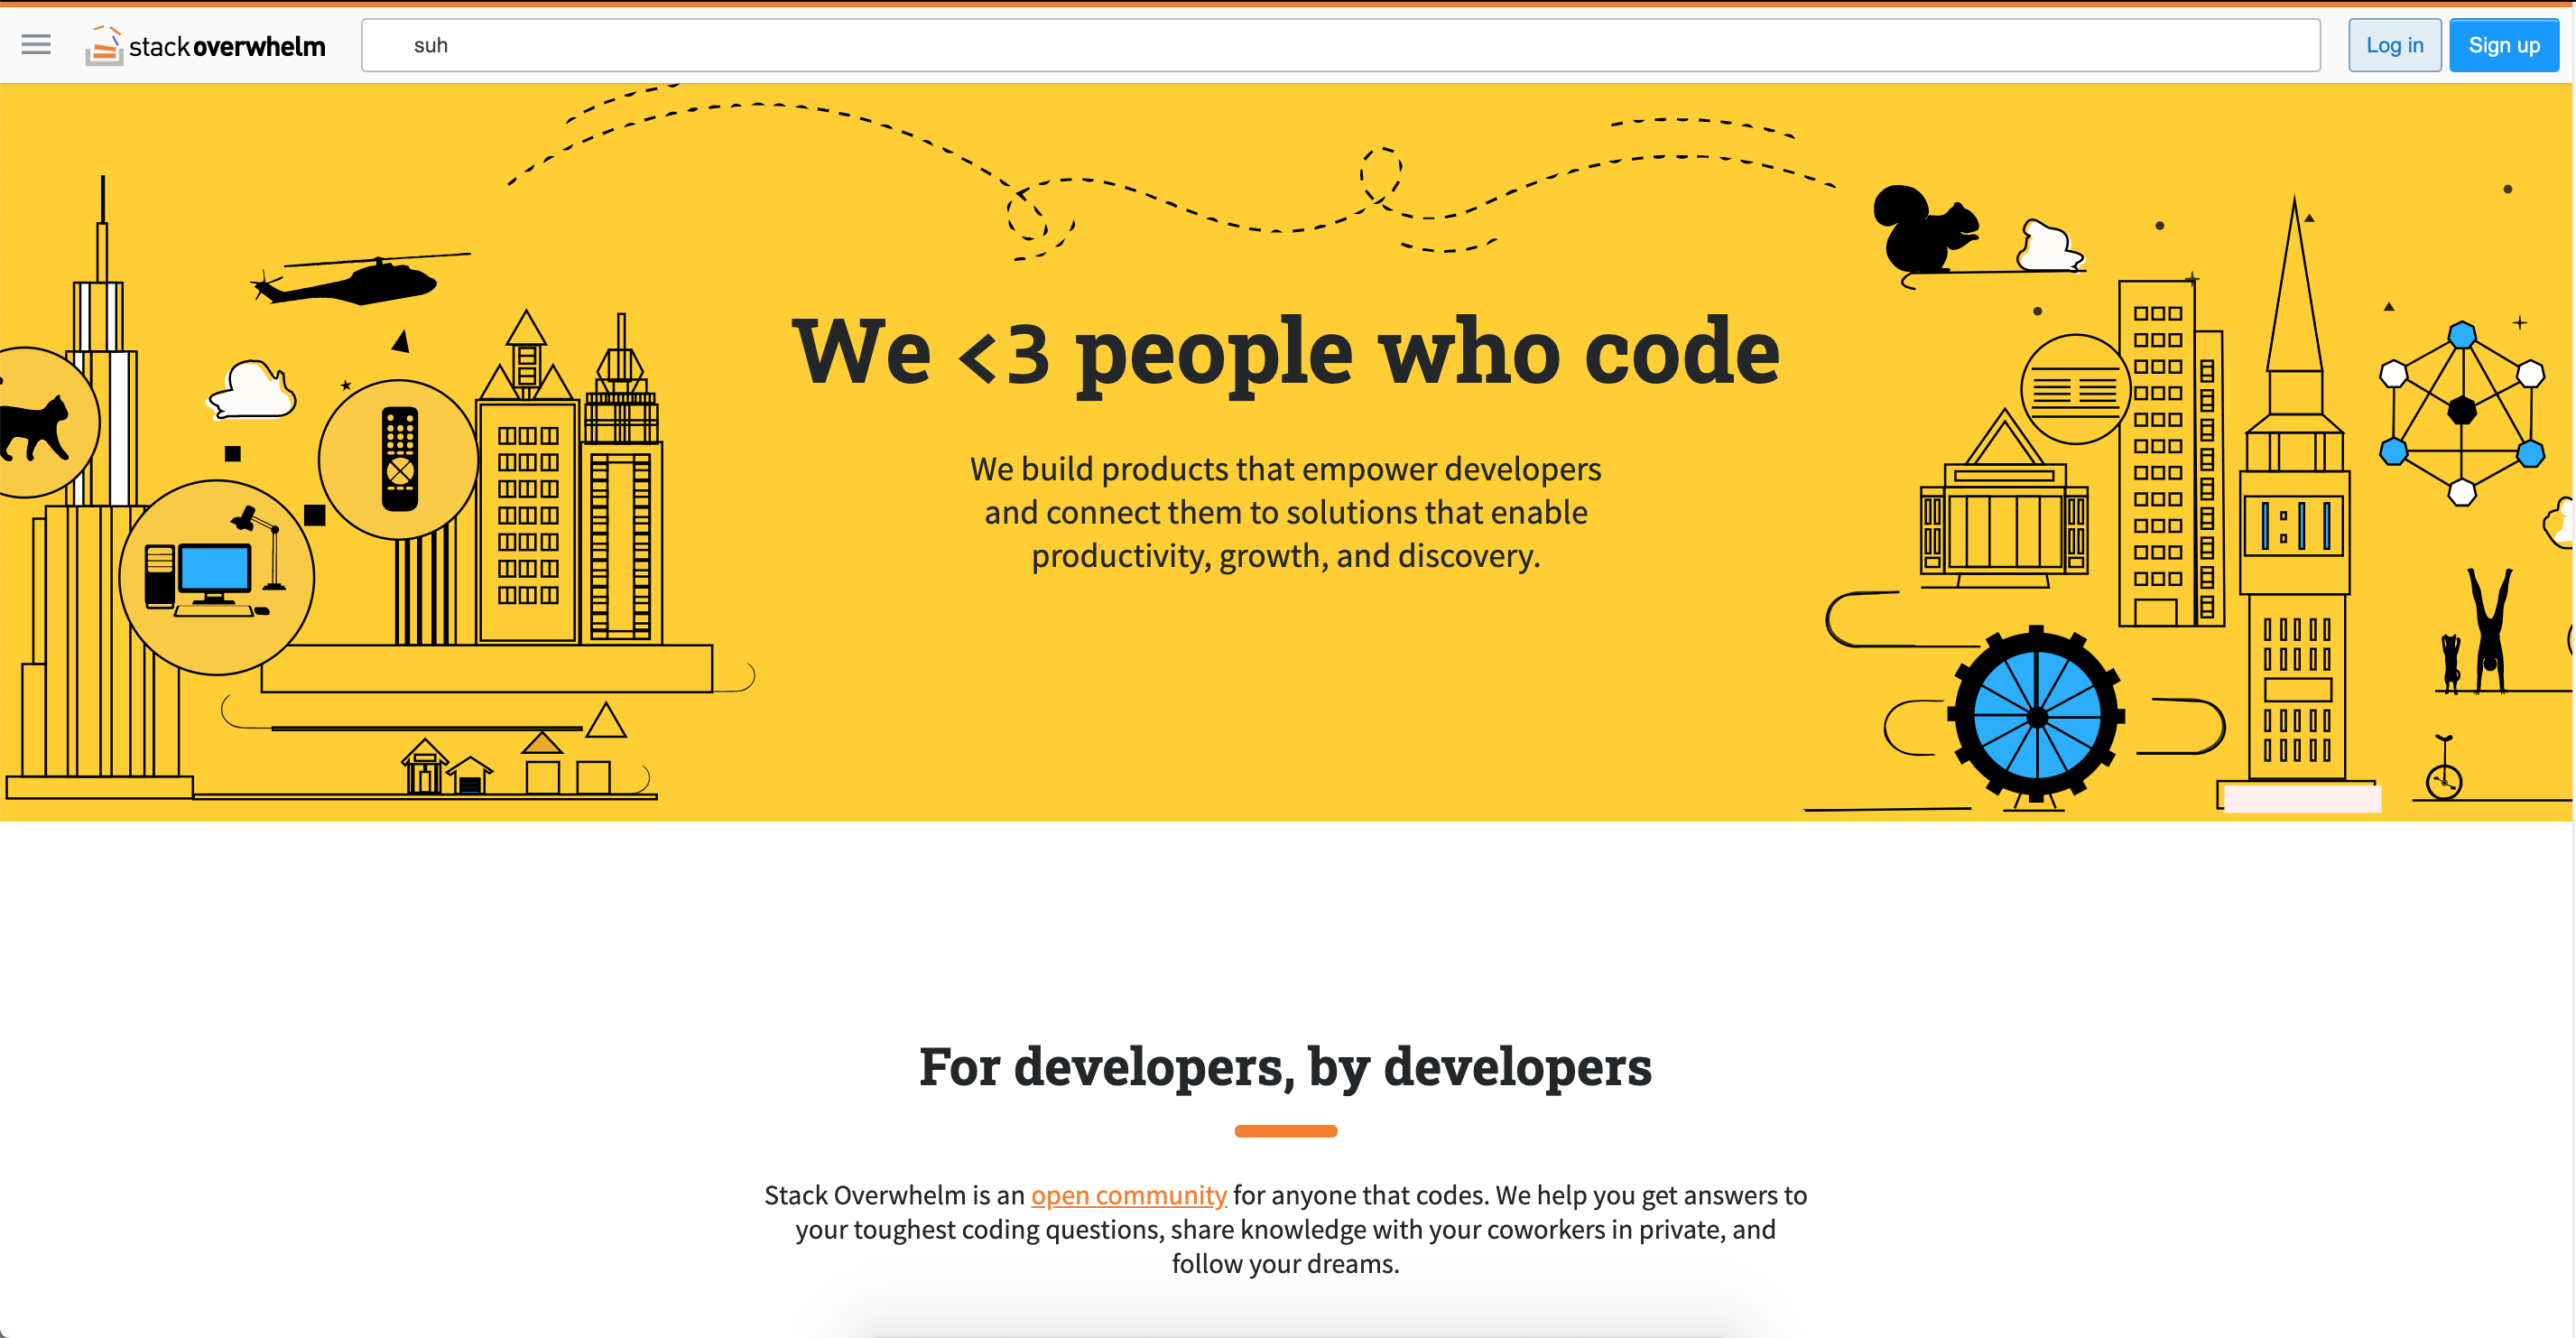 stack overwhelm
suh
Log in
Sign up
We <3 people who code
We build products that empower developers
and connect them to solutions that enable
productivity, growth, and discovery.
For developers, by developers
Stack Overwhelm is an open community for anyone that codes. We help you get answers to
your toughest coding questions, share knowledge with your coworkers in private, and
follow your dreams.